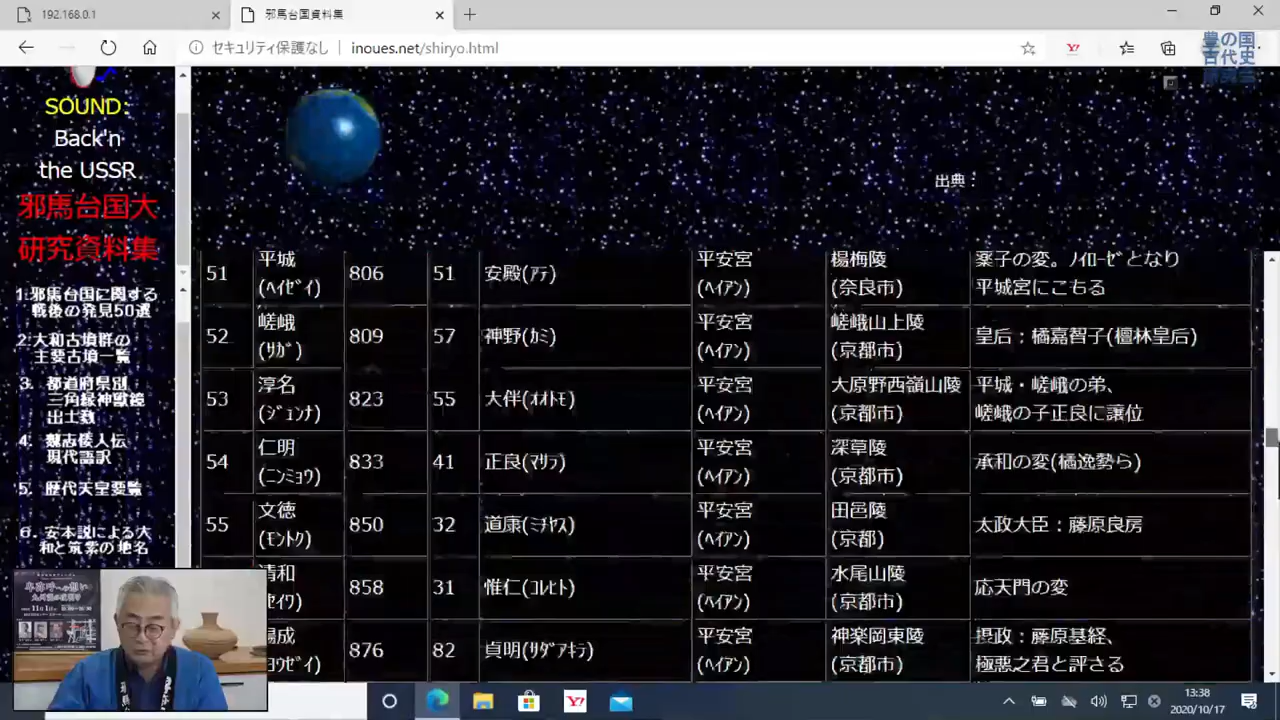 192.168.0.1
邪馬台国資料集
セキュリティ保護なし
inoues.net/shiryo.html
豊の国
古代史
SOUND:
Back'n
the USSR
邪馬台国大
研究資料集
1.邪馬台国に関する
戦後の発見50選
2.大和古墳群の
主要古墳一覧
3. 都道府県別
三角縁神獣鏡
出土数
4. 魏志倭人伝
現代語訳
5. 歴代天皇要覧
6. 安本説による大
和と筑紫の地名
出典：
51 平城(ﾍｲｾﾞｲ) 806 51 安殿(ｱﾃ) 平安宮(ﾍｲｱﾝ) 楊梅陵(奈良市) 薬子の変。ﾉｲﾛｰｾﾞとなり平城宮にこもる
52 嵯峨(ｻｶﾞ) 809 57 神野(ｶﾐ) 平安宮(ﾍｲｱﾝ) 嵯峨山上陵(京都市) 皇后：橘嘉智子(檀林皇后)
53 淳名(ｼﾞｭﾝﾅ) 823 55 大伴(ｵｵﾄﾓ) 平安宮(ﾍｲｱﾝ) 大原野西嶺山陵(京都市) 平城・嵯峨の弟、嵯峨の子正良に譲位
54 仁明(ﾆﾝﾐｮｳ) 833 41 正良(ﾏｻﾗ) 平安宮(ﾍｲｱﾝ) 深草陵(京都市) 承和の変(橘逸勢ら)
55 文徳(ﾓﾝﾄｸ) 850 32 道康(ﾐﾁﾔｽ) 平安宮(ﾍｲｱﾝ) 田邑陵(京都) 太政大臣：藤原良房
清和 858 31 惟仁(ｺﾚﾋﾄ) 平安宮(ﾍｲｱﾝ) 水尾山陵(京都市) 応天門の変
陽成 876 82 貞明(ｻﾀﾞｱｷﾗ) 平安宮(ﾍｲｱﾝ) 神楽岡東陵(京都市) 摂政：藤原基経、極悪之君と評さる
11月1日
13:38
2020/10/17